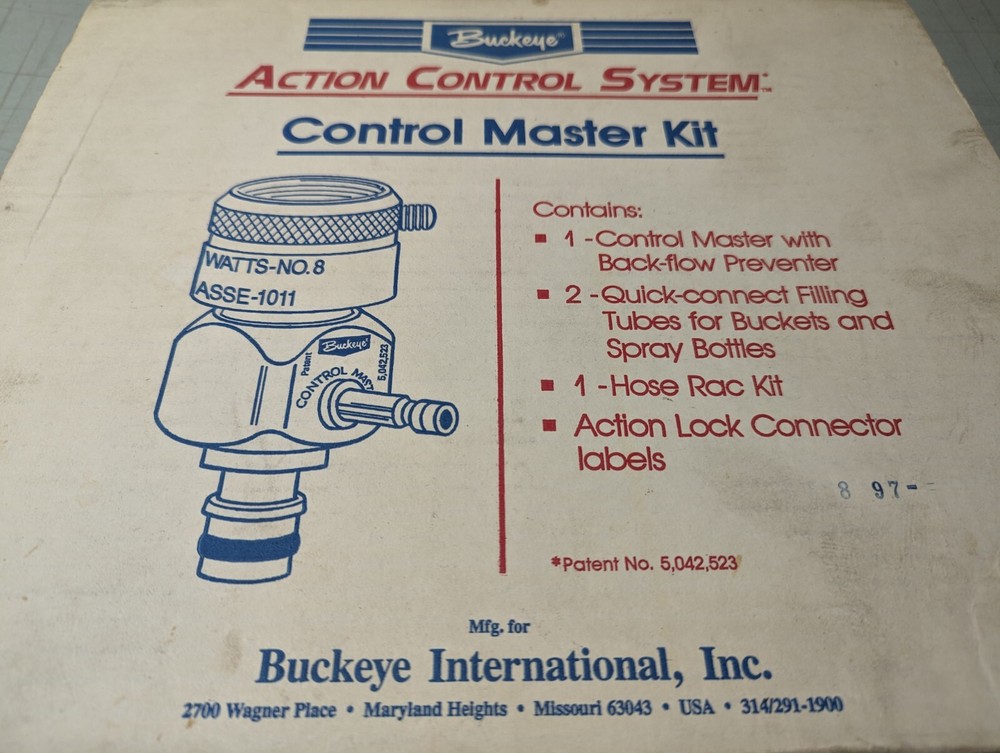 Buckeye®
ACTION CONTROL SYSTEM*™
Control Master Kit
WATTS-NO. 8
ASSE-1011
Buckeye®
Patent
5,042,523
CONTROL MAST
Contains:
■ 1 - Control Master with
Back-flow Preventer
■ 2 - Quick-connect Filling
Tubes for Buckets and
Spray Bottles
■ 1 - Hose Rac Kit
■ Action Lock Connector
labels
8 97-
*Patent No. 5,042,523
Mfg. for
Buckeye International, Inc.
2700 Wagner Place • Maryland Heights • Missouri 63043 • USA • 314/291-1900